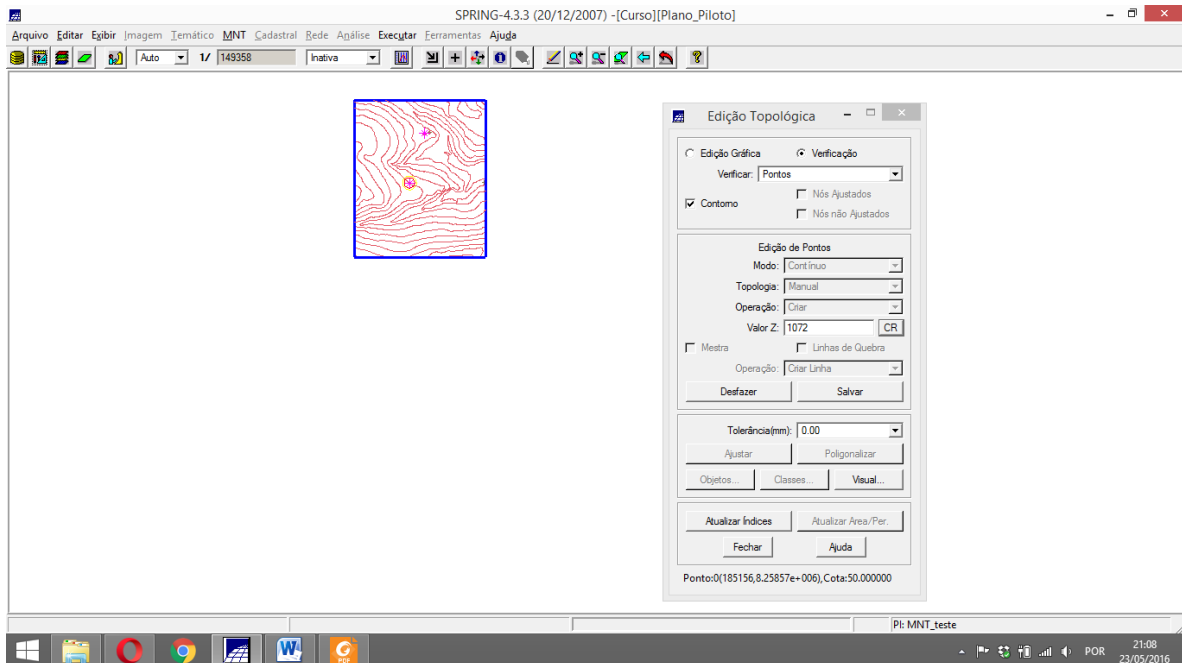 SPRING-4.3.3 (20/12/2007) -[Curso][Plano_Piloto]
Arquivo Editar Exibir Imagem Temático MNT Cadastral Rede Análise Executar Ferramentas Ajuda
Auto 1/ 149358 Inativa
Edição Topológica
Edição Gráfica Verificação
Verificar: Pontos
Nós Ajustados
Contorno
Nós não Ajustados
Edição de Pontos
Modo: Contínuo
Topologia: Manual
Operação: Criar
Valor Z: 1072 CR
Mestra Linhas de Quebra
Operação: Criar Linha
Desfazer Salvar
Tolerância(mm): 0.00
Ajustar Poligonalizar
Objetos... Classes... Visual...
Atualizar Índices Atualizar Area/Per.
Fechar Ajuda
Ponto:0(185156,8.25857e+006),Cota:50.000000
PI: MNT_teste
PDF
POR
21:08
23/05/2016